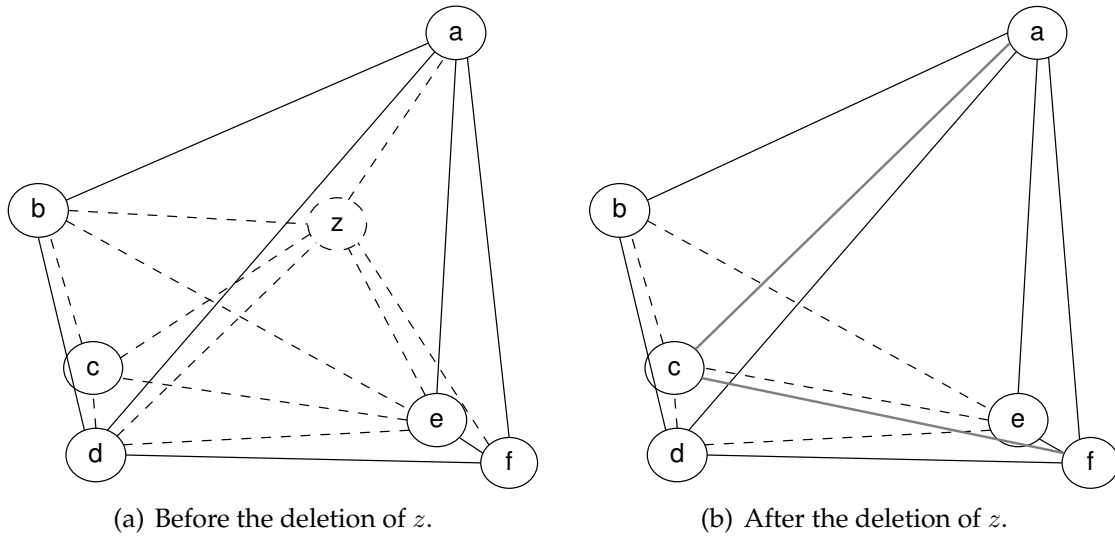 a
a
b
z
b
c
c
e
e
d
f
d
f
(a) Before the deletion of z.
(b) After the deletion of z.